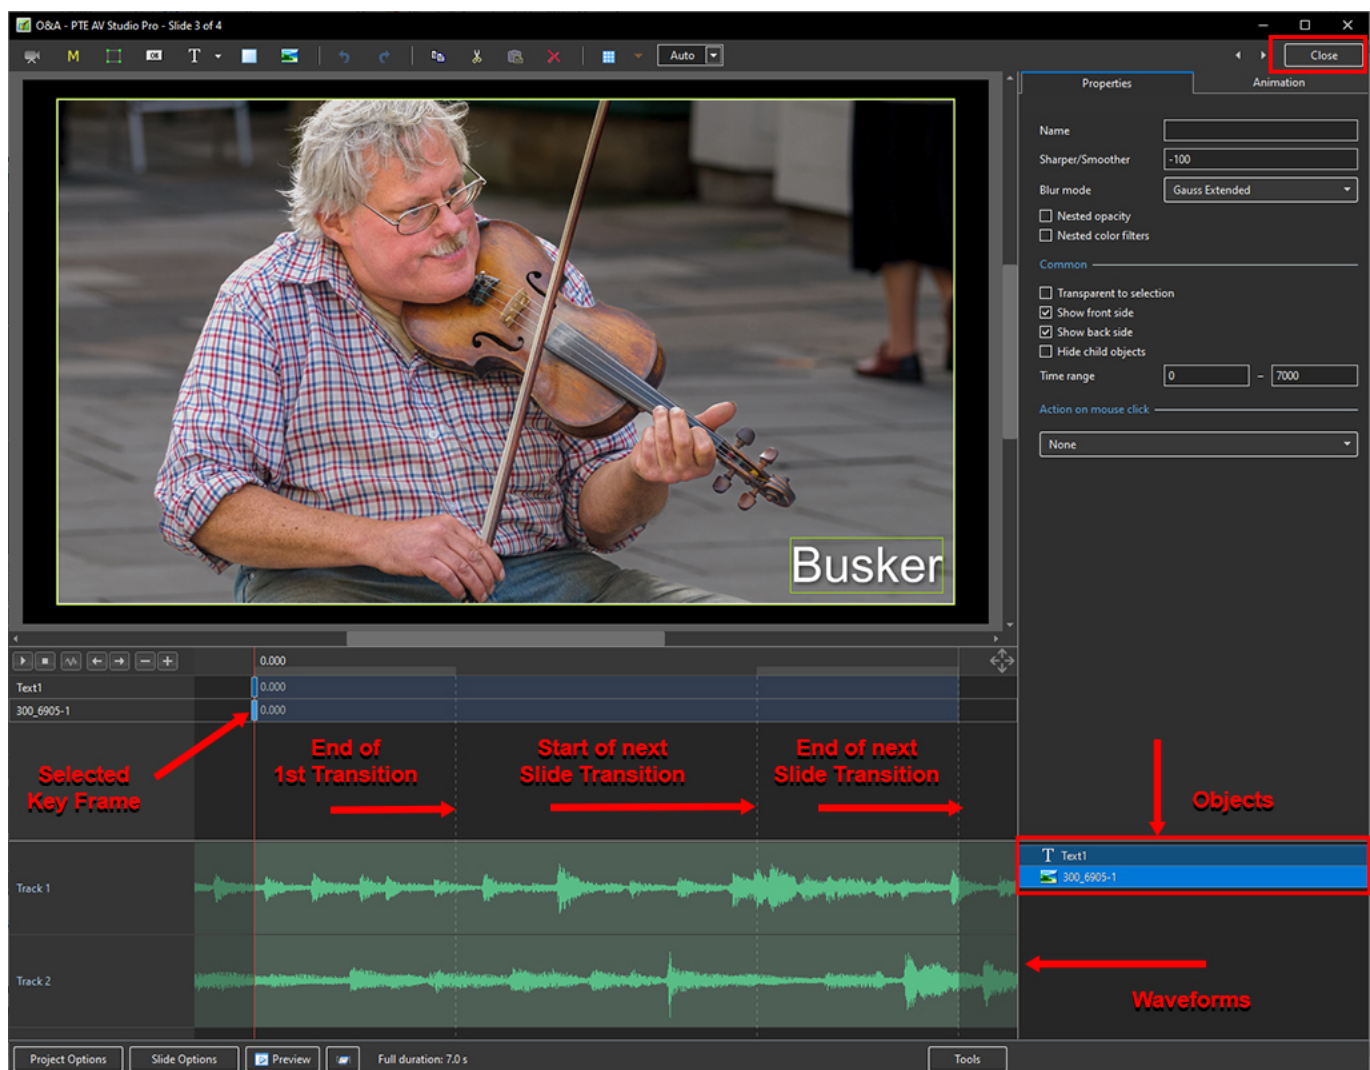 O&A - PTE AV Studio Pro - Slide 3 of 4
M
OK
T
Auto
Close
Properties
Animation
Name
Sharper/Smoother
-100
Blur mode
Gauss Extended
Nested opacity
Nested color filters
Common
Transparent to selection
Show front side
Show back side
Hide child objects
Time range
0
–
7000
Action on mouse click
None
Busker
0.000
Text1
0.000
300_6905-1
0.000
Selected
Key Frame
End of
1st Transition
Start of next
Slide Transition
End of next
Slide Transition
Objects
T Text1
300_6905-1
Track 1
Track 2
Waveforms
Project Options
Slide Options
Preview
Full duration: 7.0 s
Tools